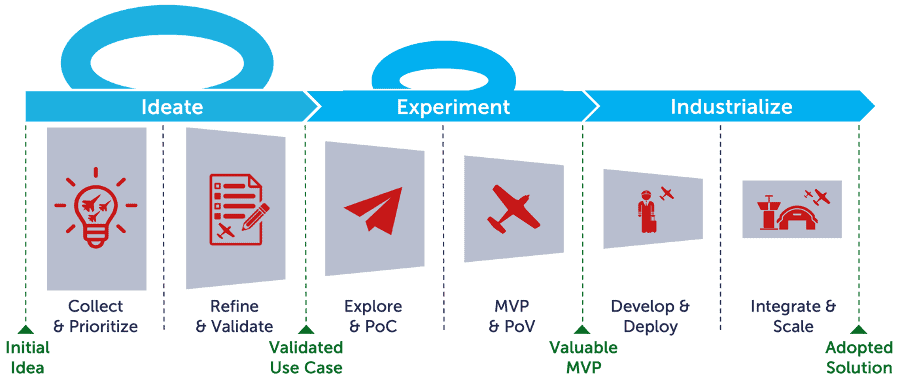 Ideate
Experiment
Industrialize
Collect
& Prioritize
Refine
& Validate
Explore
& PoC
MVP
& PoV
Develop &
Deploy
Integrate &
Scale
Initial
Idea
Validated
Use Case
Valuable
MVP
Adopted
Solution